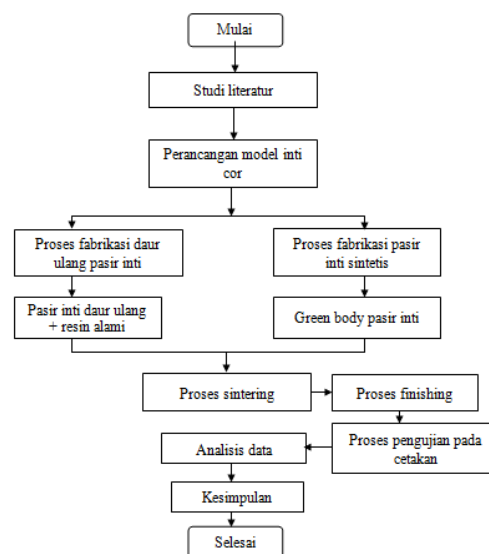 Mulai
Studi literatur
Perancangan model inti
cor
Proses fabrikasi daur
ulang pasir inti
Proses fabrikasi pasir
inti sintetis
Pasir inti daur ulang
+ resin alami
Green body pasir inti
Proses sintering
Proses finishing
Proses pengujian pada
cetakan
Analisis data
Kesimpulan
Selesai